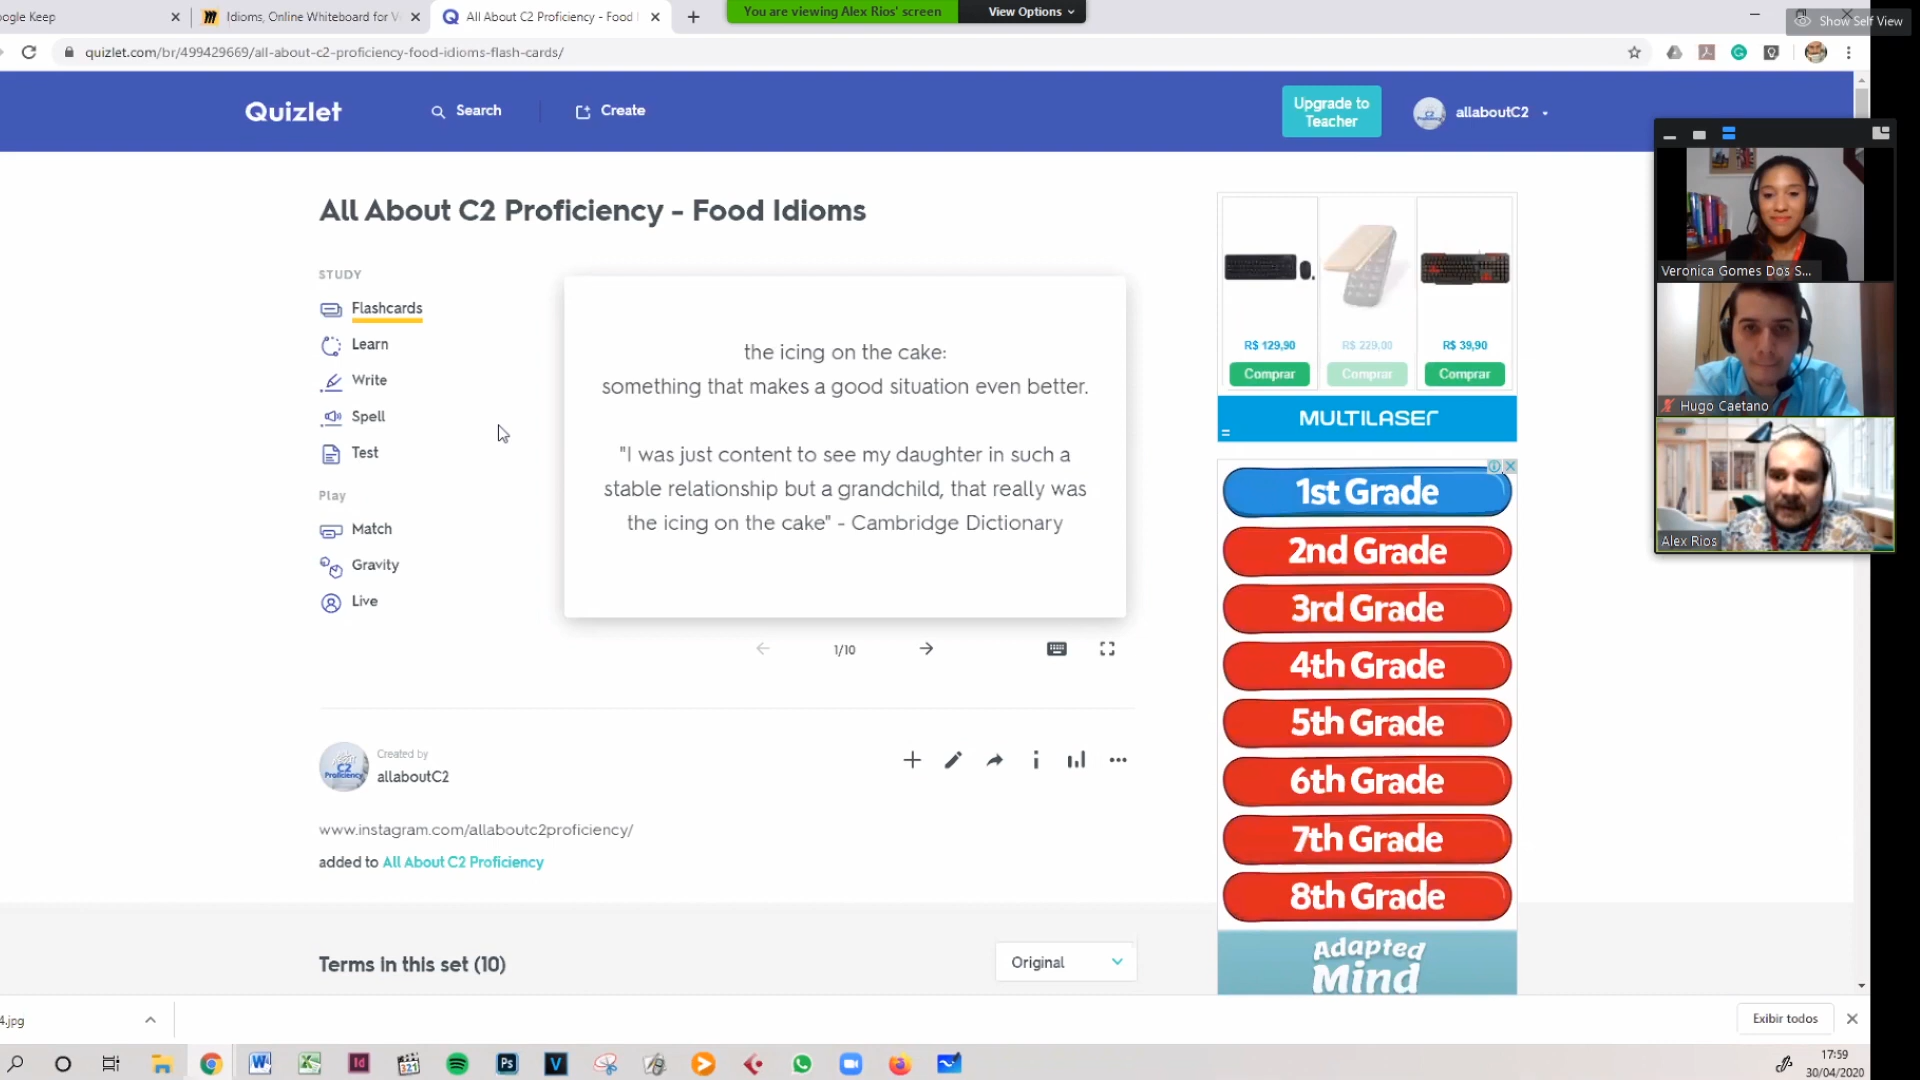 ogle Keep
Idioms, Online Whiteboard for V
All About C2 Proficiency - Food I
You are viewing Alex Rios' screen
View Options
Show Self View
quizlet.com/br/499429669/all-about-c2-proficiency-food-idioms-flash-cards/
Quizlet
Search
Create
Upgrade to
Teacher
allaboutC2
All About C2 Proficiency - Food Idioms
STUDY
Flashcards
Learn
Write
Spell
Test
Play
Match
Gravity
Live
the icing on the cake:
something that makes a good situation even better.
"I was just content to see my daughter in such a
stable relationship but a grandchild, that really was
the icing on the cake" - Cambridge Dictionary
1/10
Created by
allaboutC2
C2
Proficiency
www.instagram.com/allaboutc2proficiency/
added to All About C2 Proficiency
Terms in this set (10)
Original
R$ 129,90
R$ 229,00
R$ 39,90
Comprar
Comprar
Comprar
MULTILASER
1st Grade
2nd Grade
3rd Grade
4th Grade
5th Grade
6th Grade
7th Grade
8th Grade
Adapted
Mind
Veronica Gomes Dos S...
Hugo Caetano
Alex Rios
4.jpg
Exibir todos
17:59
30/04/2020